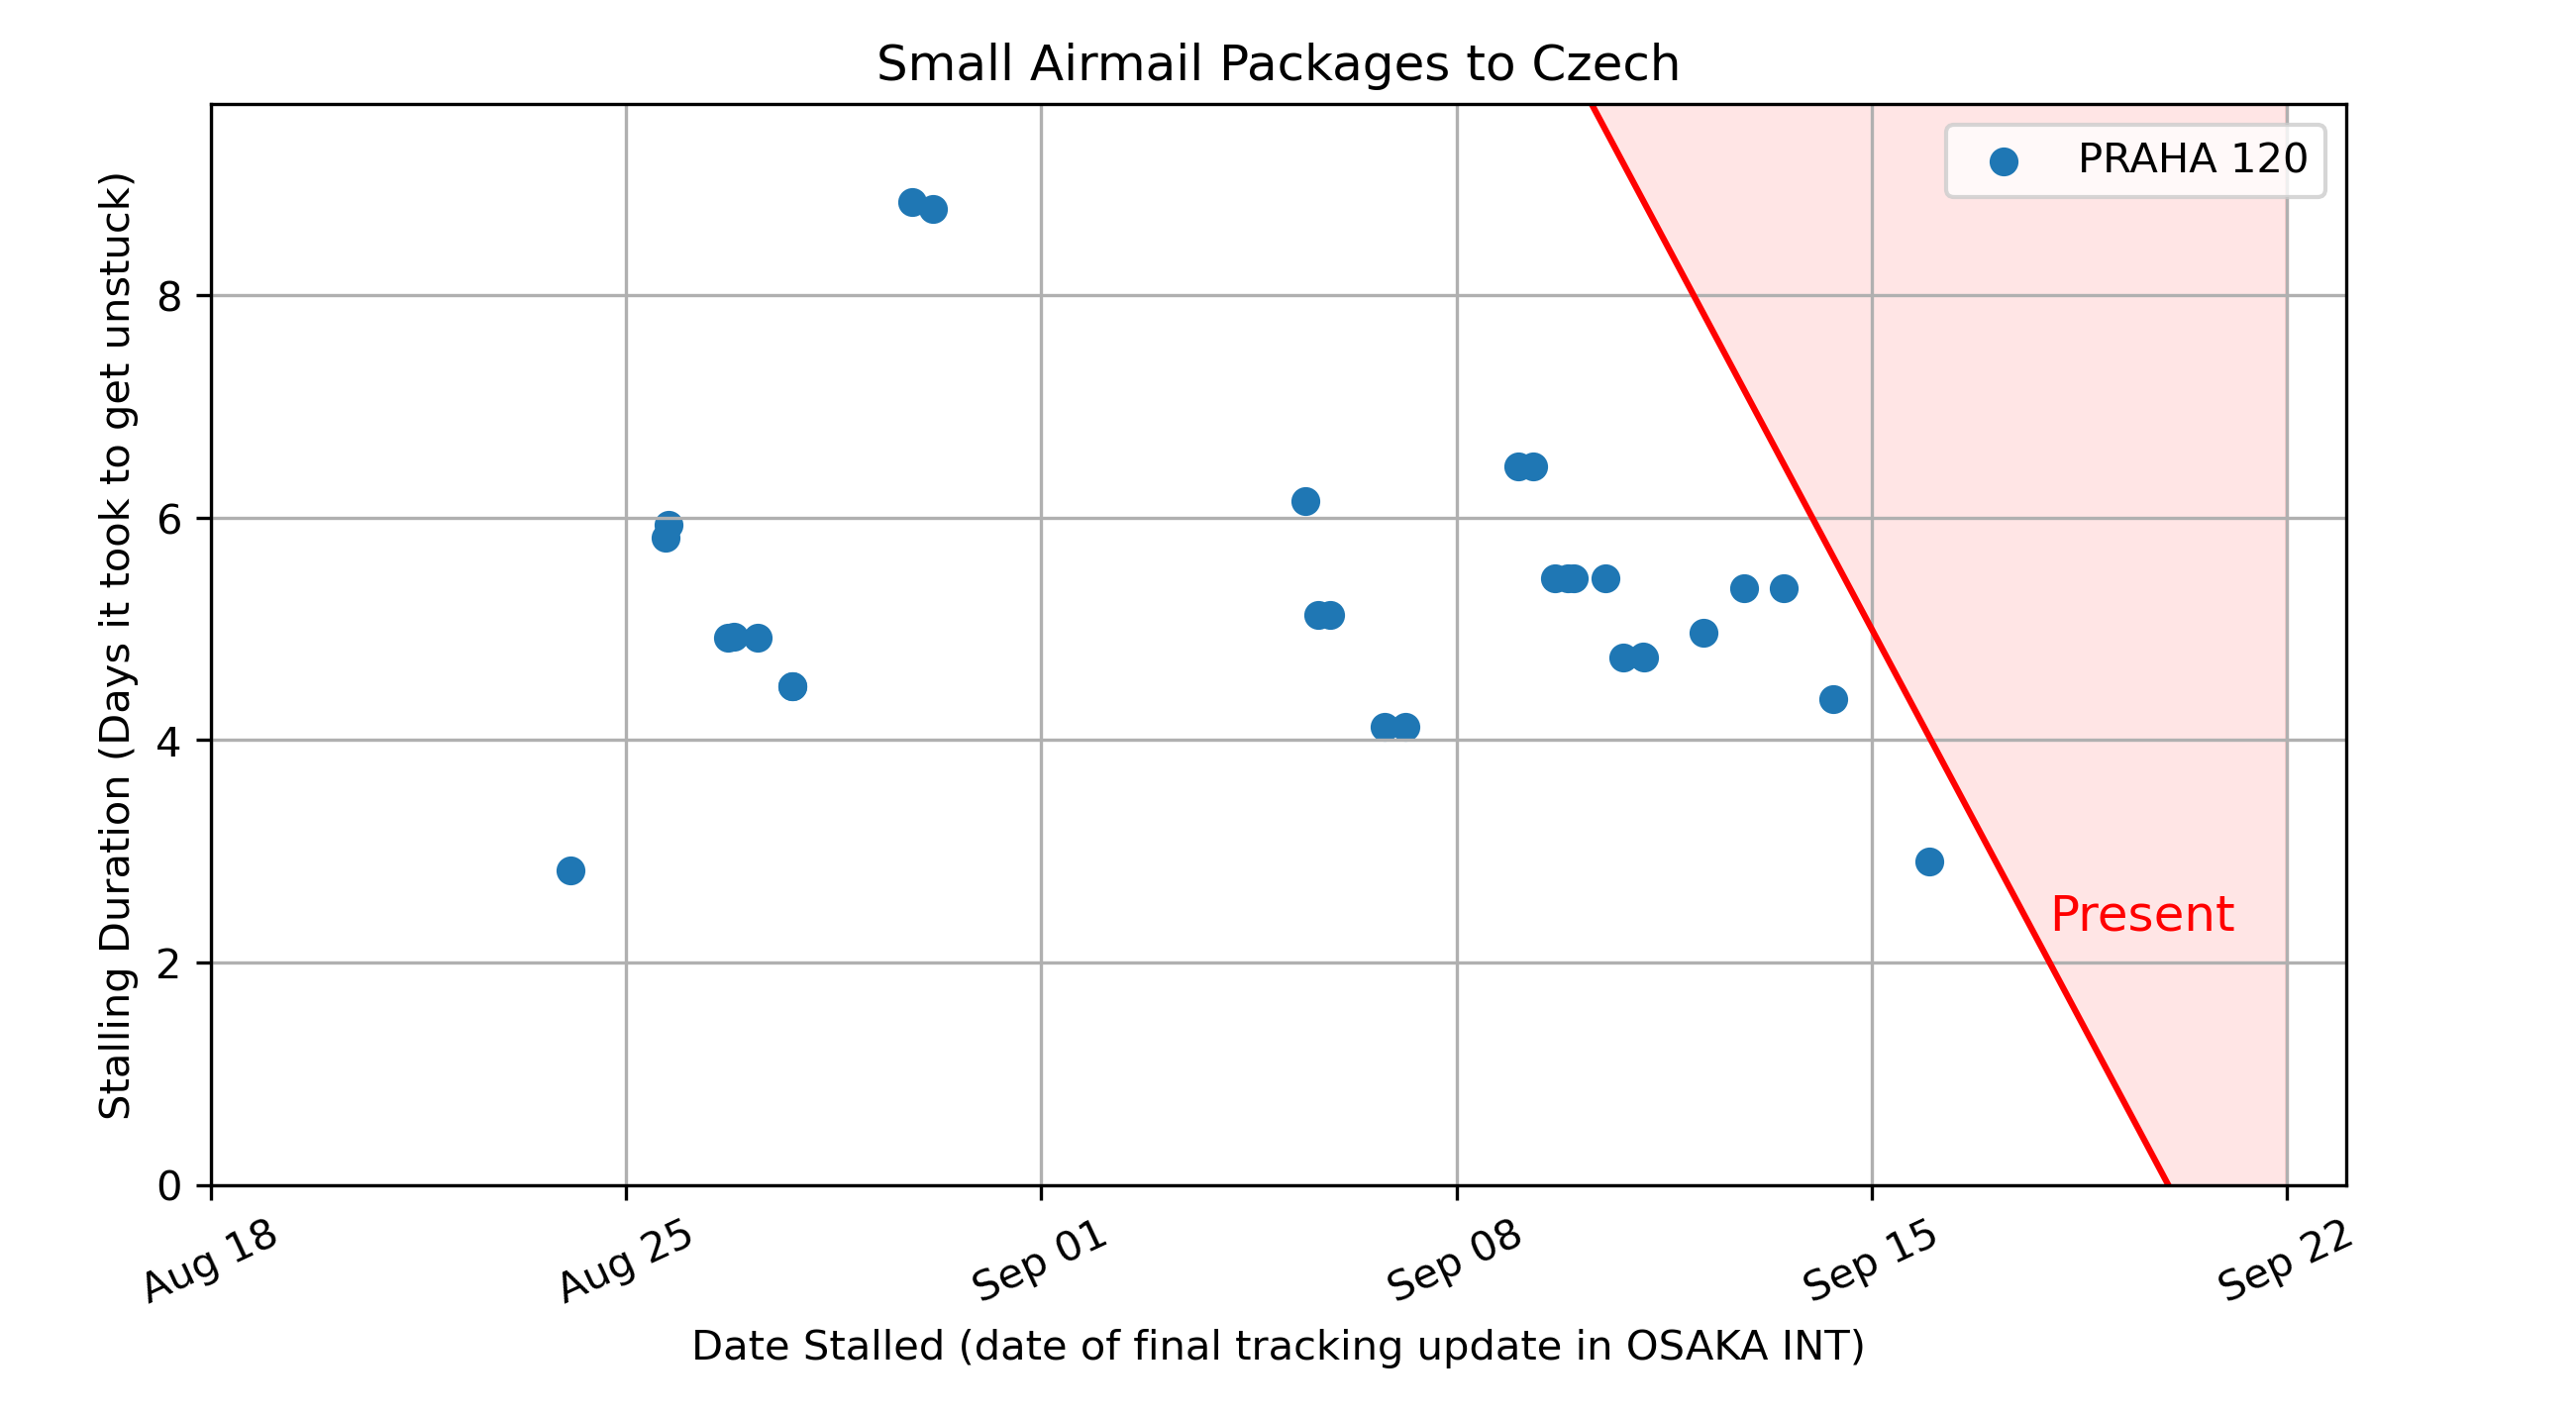 Small Airmail Packages to Czech
PRAHA 120
Stalling Duration (Days it took to get unstuck)
8
6
4
2
0
Present
Aug 18
Aug 25
Sep 01
Sep 08
Sep 15
Sep 22
Date Stalled (date of final tracking update in OSAKA INT)